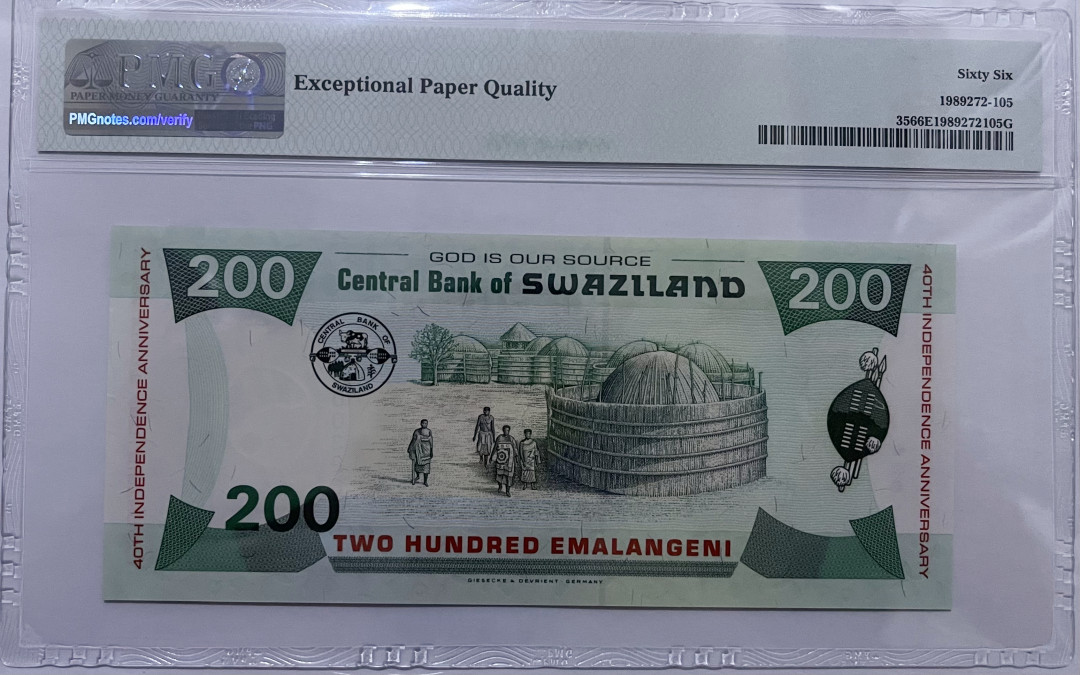 PMG
PAPER MONEY GUARANTY
PMGnotes.com/verify
Exceptional Paper Quality
Sixty Six
1989272-105
3566E1989272105G
40TH INDEPENDENCE ANNIVERSARY
200
GOD IS OUR SOURCE
Central Bank of SWAZILAND
200
40TH INDEPENDENCE ANNIVERSARY
CENTRAL BANK OF
SWAZILAND
200
TWO HUNDRED EMALANGENI
GIESECKE & DEVRIENT GERMANY